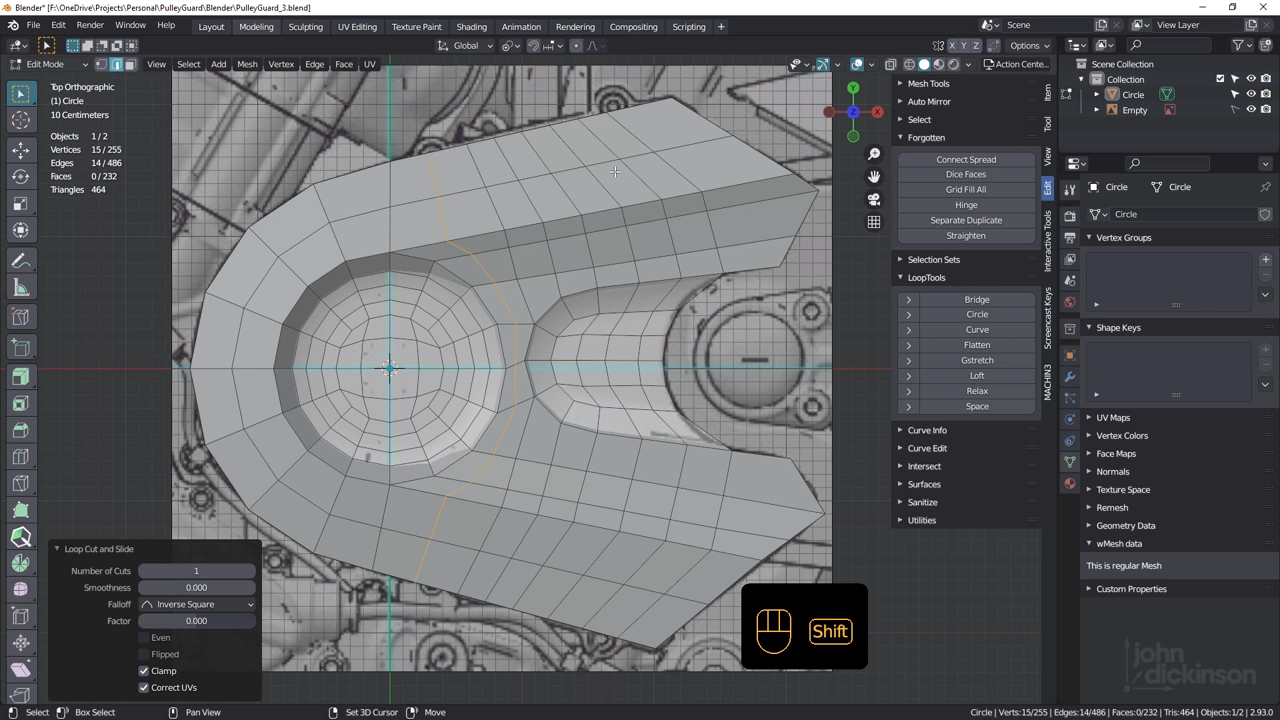 Blender* [F:\OneDrive\Projects\Personal\PulleyGuard\Blender\PulleyGuard_3.blend]
File Edit Render Window Help Layout Modeling Sculpting UV Editing Texture Paint Shading Animation Rendering Compositing Scripting + Scene View Layer
Global X Y Z Options
Edit Mode View Select Add Mesh Vertex Edge Face UV Action Cente...
Top Orthographic
(1) Circle
10 Centimeters
Objects 1 / 2
Vertices 15 / 255
Edges 14 / 486
Faces 0 / 232
Triangles 464
Y
X
Z
Mesh Tools
Auto Mirror
Select
Forgotten
Connect Spread
Dice Faces
Grid Fill All
Hinge
Separate Duplicate
Straighten
Selection Sets
LoopTools
Bridge
Circle
Curve
Flatten
Gstretch
Loft
Relax
Space
Curve Info
Curve Edit
Intersect
Surfaces
Sanitize
Utilities
Item
Tool
View
Edit
Interactive Tools
Screencast Keys
MACHIN3
Scene Collection
Collection
Circle
Empty
Circle Circle
Circle
Vertex Groups
Shape Keys
UV Maps
Vertex Colors
Face Maps
Normals
Texture Space
Remesh
Geometry Data
wMesh data
This is regular Mesh
Custom Properties
Loop Cut and Slide
Number of Cuts 1
Smoothness 0.000
Falloff Inverse Square
Factor 0.000
Even
Flipped
Clamp
Correct UVs
Shift
john
dickinson
Select Box Select Pan View Set 3D Cursor Move Circle | Verts:15/255 | Edges:14/486 | Faces:0/232 | Tris:464 | Objects:1/2 | 2.93.0